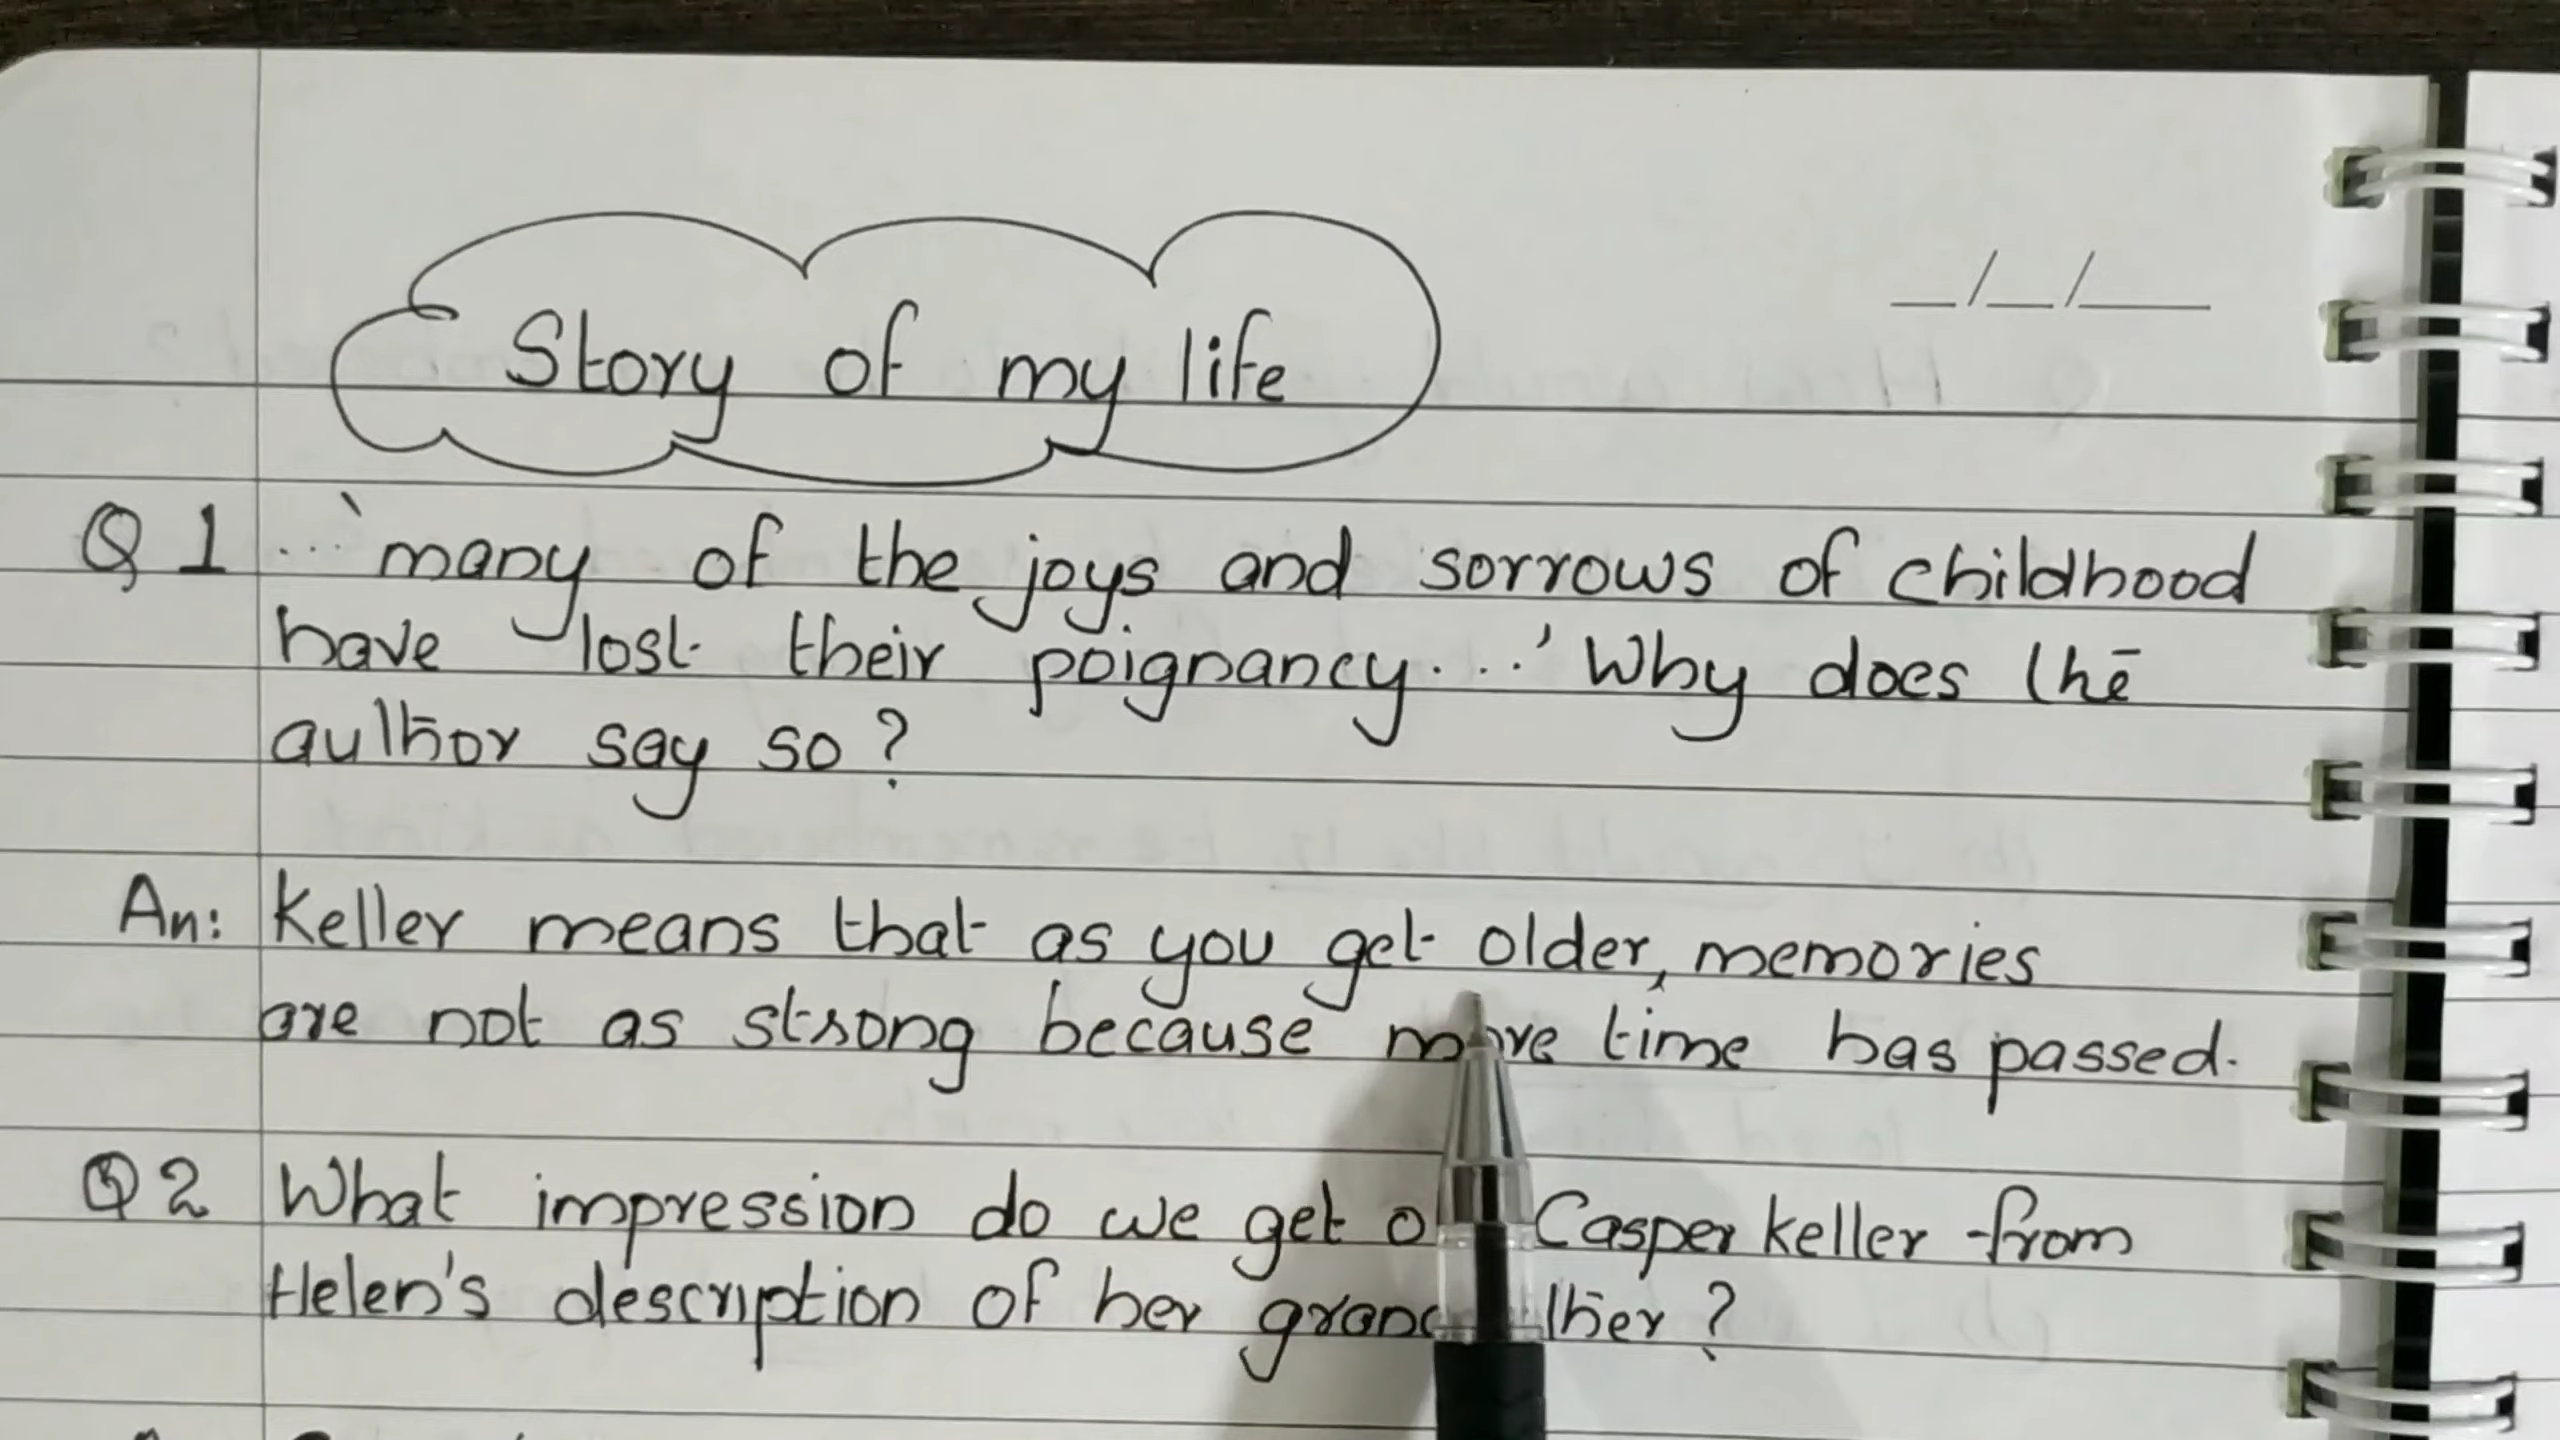 Story of my life
_/_/__
Q1 ...'many of the joys and sorrows of childhood
have lost their poignancy...' Why does the
author say so?
An: Keller means that as you get older, memories
are not as strong because more time has passed.
Q2 What impression do we get Casper Keller from
Helen's description of her ?